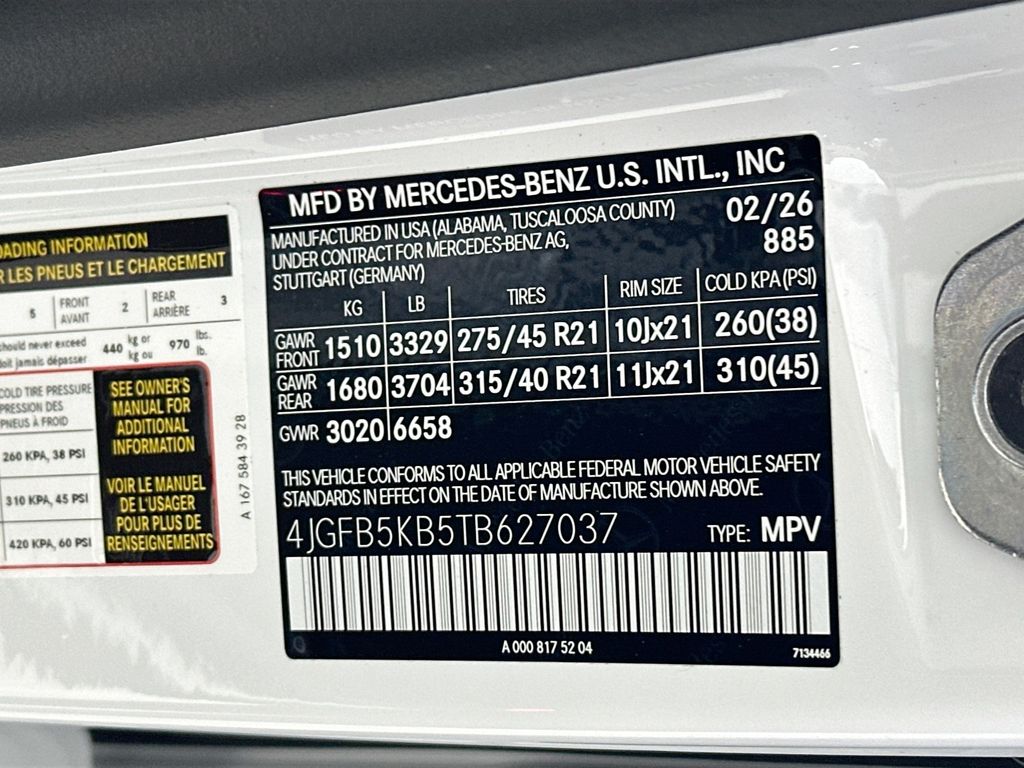 MFD BY MERCEDES-BENZ U.S. INTL., INC
MANUFACTURED IN USA (ALABAMA, TUSCALOOSA COUNTY) 02/26
UNDER CONTRACT FOR MERCEDES-BENZ AG, 885
STUTTGART (GERMANY)
KG LB TIRES RIM SIZE COLD KPA (PSI)
GAWR FRONT 1510 3329 275/45 R21 10Jx21 260(38)
GAWR REAR 1680 3704 315/40 R21 11Jx21 310(45)
GVWR 3020 6658
THIS VEHICLE CONFORMS TO ALL APPLICABLE FEDERAL MOTOR VEHICLE SAFETY
STANDARDS IN EFFECT ON THE DATE OF MANUFACTURE SHOWN ABOVE.
4JGFB5KB5TB627037 TYPE: MPV
A 000 817 52 04
7134466
OADING INFORMATION
R LES PNEUS ET LE CHARGEMENT
5 FRONT AVANT 2 REAR ARRIÈRE 3
should never exceed 440 kg or 970 lbs.
doit jamais dépasser kg ou lb.
COLD TIRE PRESSURE
PRESSION DES
PNEUS À FROID
260 KPA, 38 PSI
310 KPA, 45 PSI
420 KPA, 60 PSI
SEE OWNER'S
MANUAL FOR
ADDITIONAL
INFORMATION
VOIR LE MANUEL
DE L'USAGER
POUR PLUS DE
RENSEIGNEMENTS
A 167 584 39 28